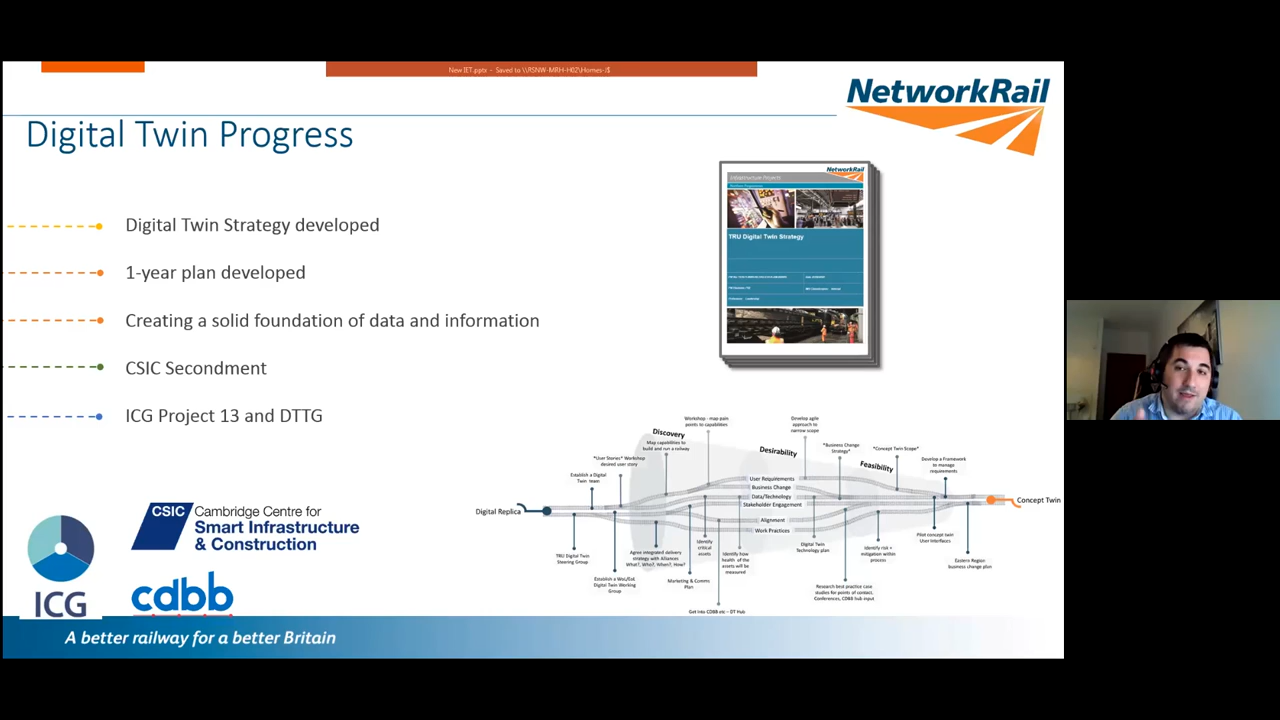 New IET.pptx - Saved to \\RSNW-MRH-H02\Homes-I$
NetworkRail
Digital Twin Progress
Digital Twin Strategy developed
1-year plan developed
Creating a solid foundation of data and information
CSIC Secondment
ICG Project 13 and DTTG
NetworkRail
Infrastructure Projects
TRU Digital Twin Strategy
Discovery
Desirability
Feasibility
Workshop - map pain
points to capabilities
Develop agile
approach to
narrow scope
Map capabilities to
build and run a railway
*User Stories* Workshop
desired user story
Establish a Digital
Twin team
*Business Change
Strategy*
*Concept Twin Scope*
Develop a Framework
to manage
requirements
User Requirements
Business Change
Data/Technology
Stakeholder Engagement
Alignment
Work Practices
Digital Replica
Concept Twin
TRU Digital Twin
Steering Group
Establish a WoE/EoE
Digital Twin Working
Group
Agree integrated delivery
strategy with Alliances
What?, Who?, When?, How?
Marketing & Comms
Plan
Identify
critical
assets
Get into CDBB etc – DT Hub
Identify how
health of the
assets will be
measured
Digital Twin
Technology plan
Research best practice case
studies for points of contact.
Conferences, CDBB hub input
Identify risk +
mitigation within
process
Pilot concept twin
User Interfaces
Eastern Region
business change plan
CSIC
Cambridge Centre for
Smart Infrastructure
& Construction
ICG
cdbb
A better railway for a better Britain